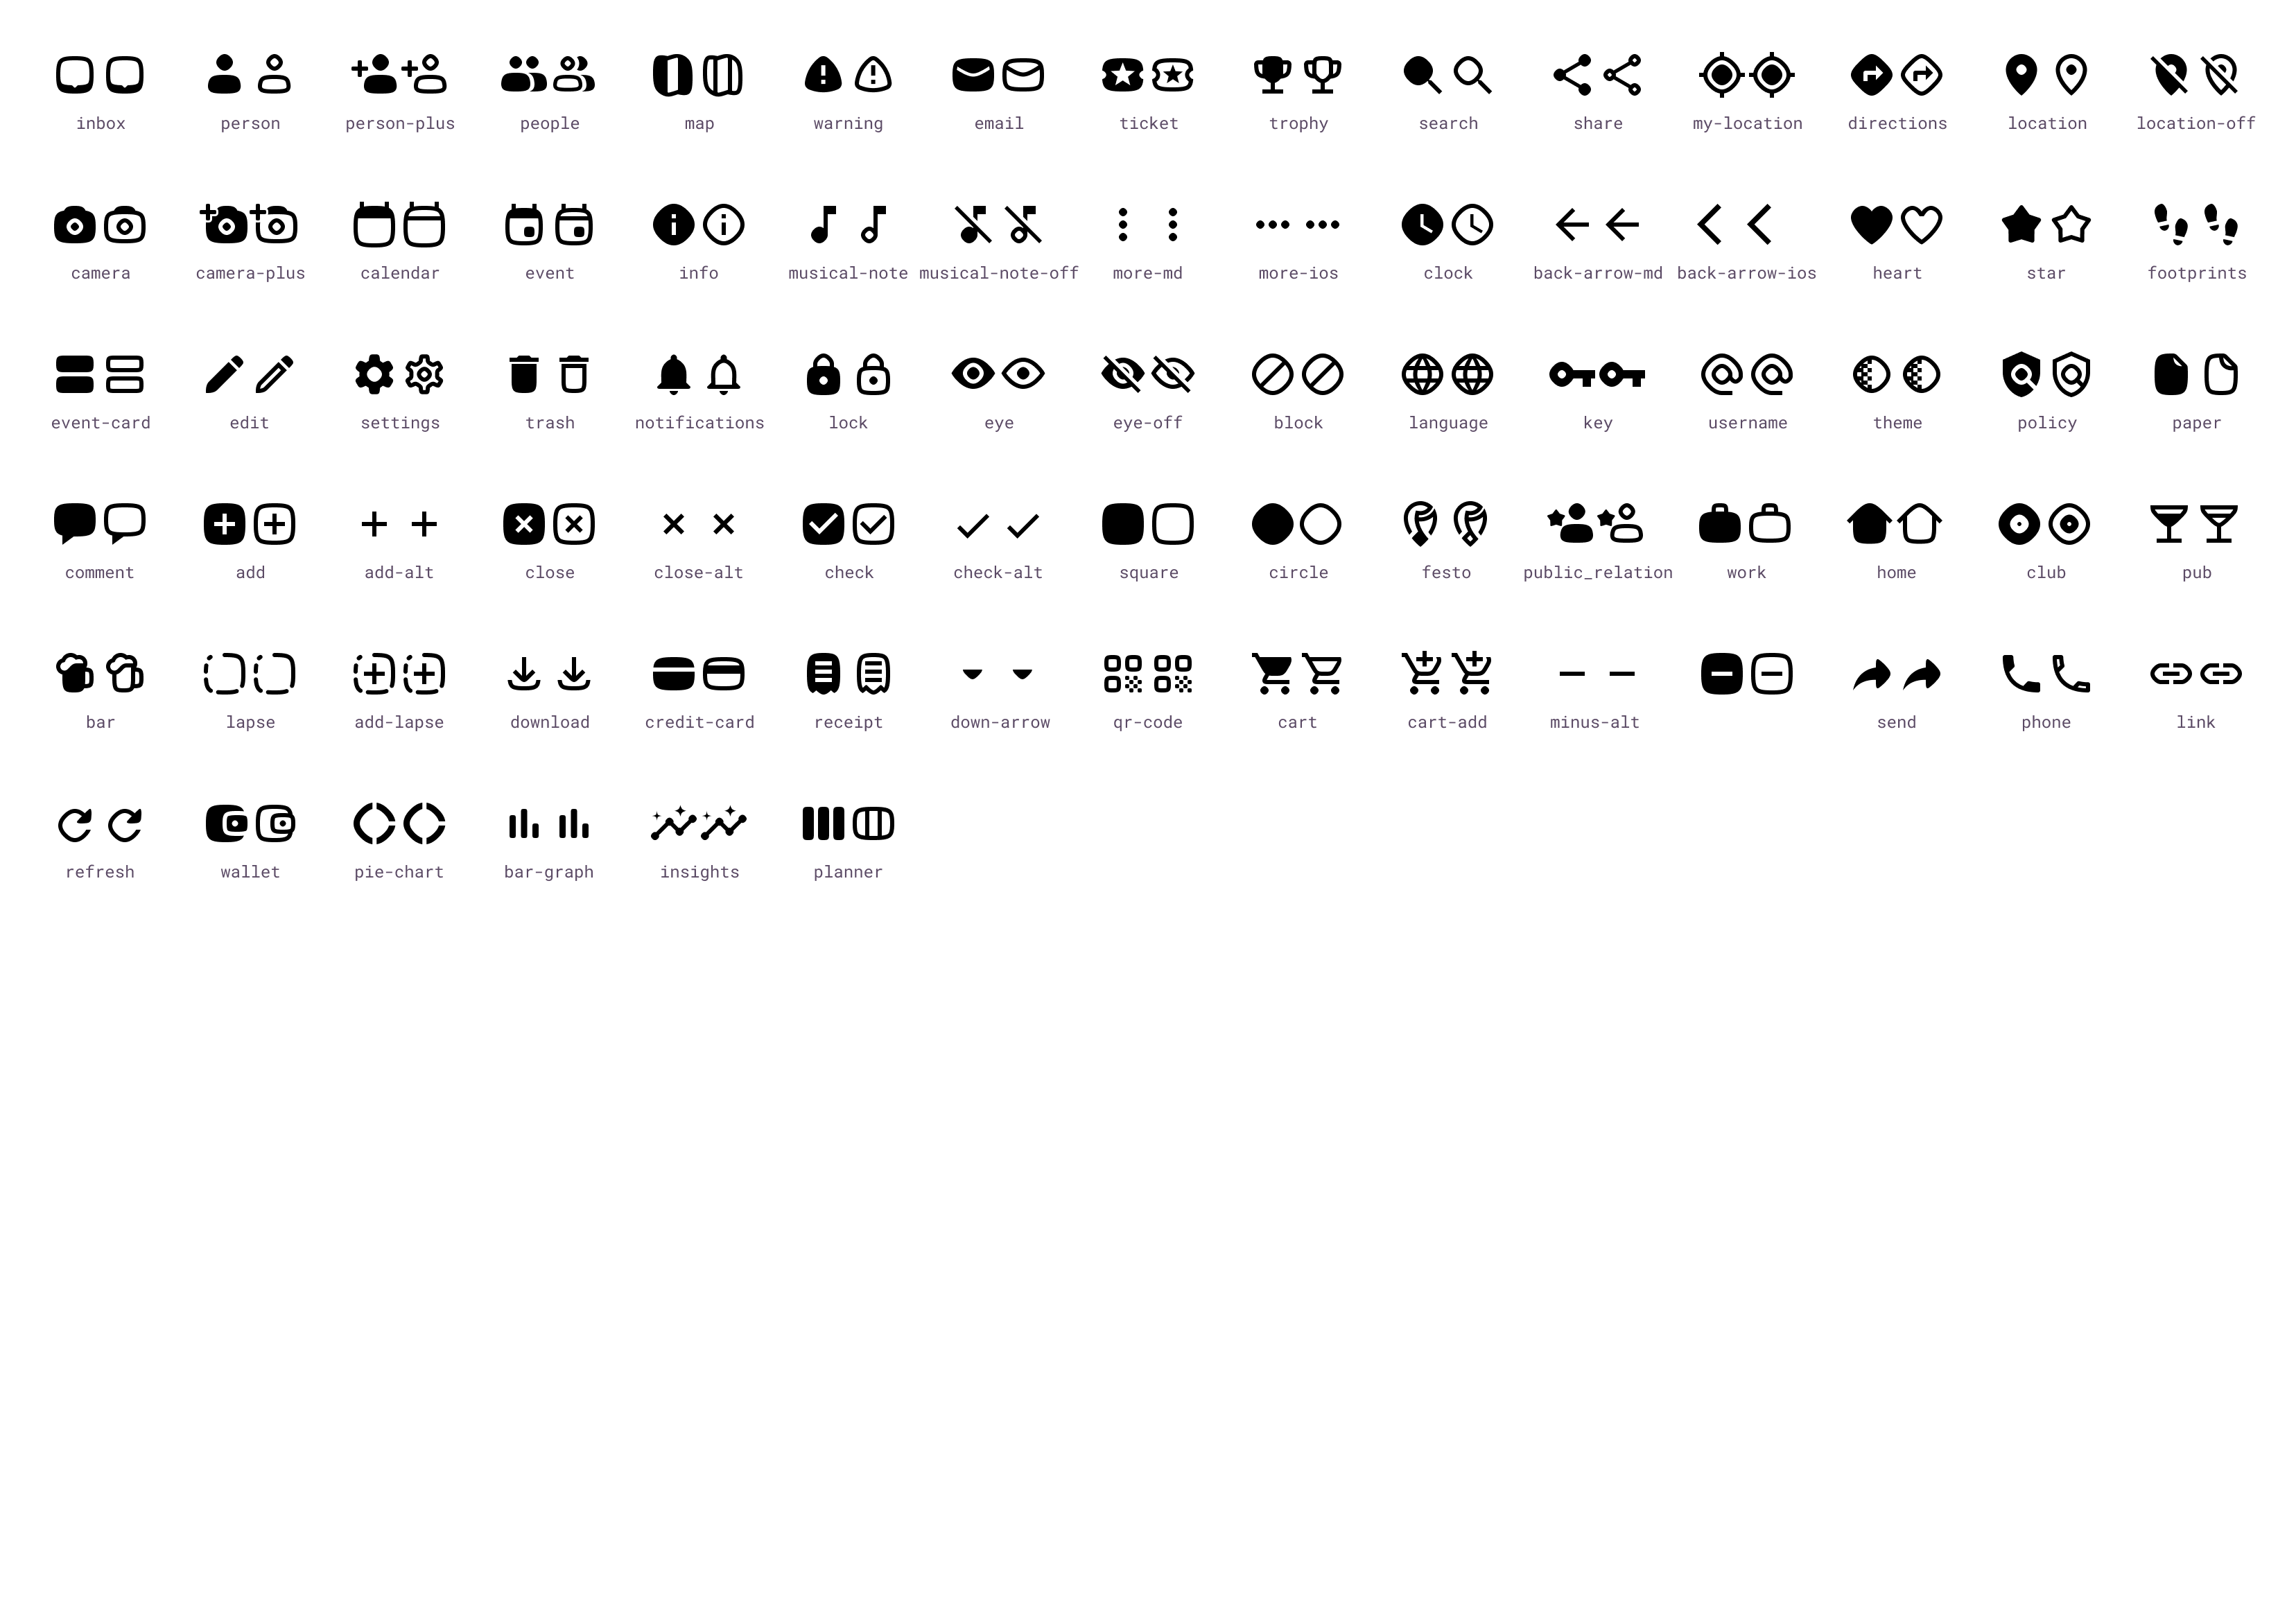 inbox person person-plus people map warning email ticket trophy search share my-location directions location location-off
camera camera-plus calendar event info musical-note musical-note-off more-md more-ios clock back-arrow-md back-arrow-ios heart star footprints
event-card edit settings trash notifications lock eye eye-off block language key username theme policy paper
comment add add-alt close close-alt check check-alt square circle festo public_relation work home club pub
bar lapse add-lapse download credit-card receipt down-arrow qr-code cart cart-add minus-alt send phone link
refresh wallet pie-chart bar-graph insights planner